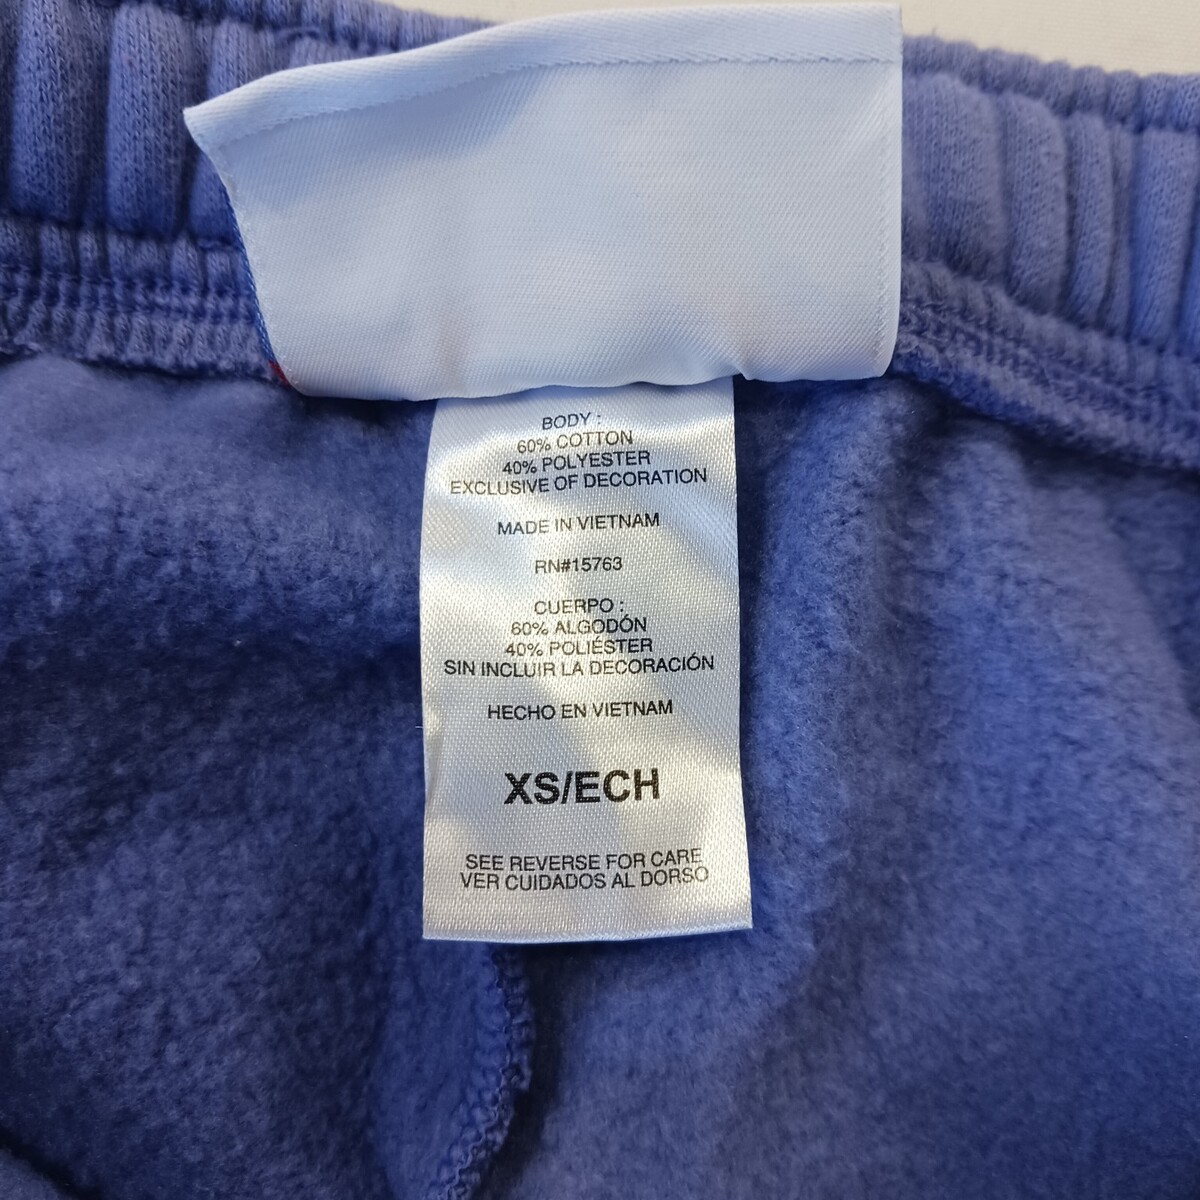 BODY :
60% COTTON
40% POLYESTER
EXCLUSIVE OF DECORATION
MADE IN VIETNAM
RN#15763
CUERPO :
60% ALGODÓN
40% POLIÉSTER
SIN INCLUIR LA DECORACIÓN
HECHO EN VIETNAM
XS/ECH
SEE REVERSE FOR CARE
VER CUIDADOS AL DORSO